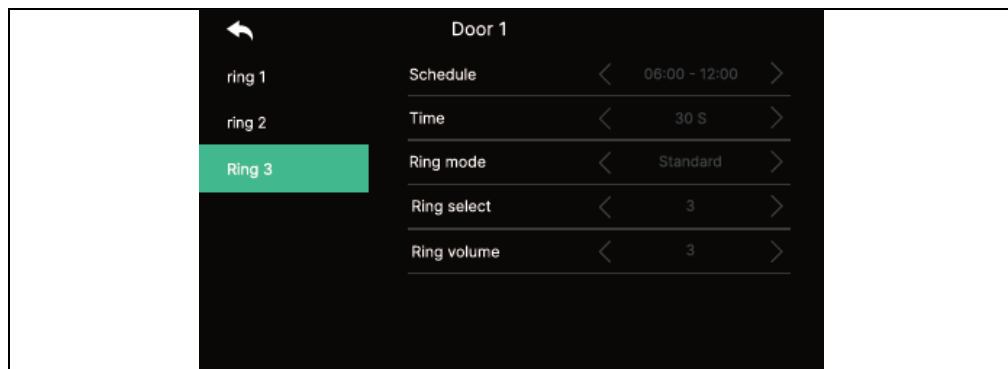 Door 1
ring 1
ring 2
Ring 3
Schedule 06:00 - 12:00
Time 30 S
Ring mode Standard
Ring select 3
Ring volume 3